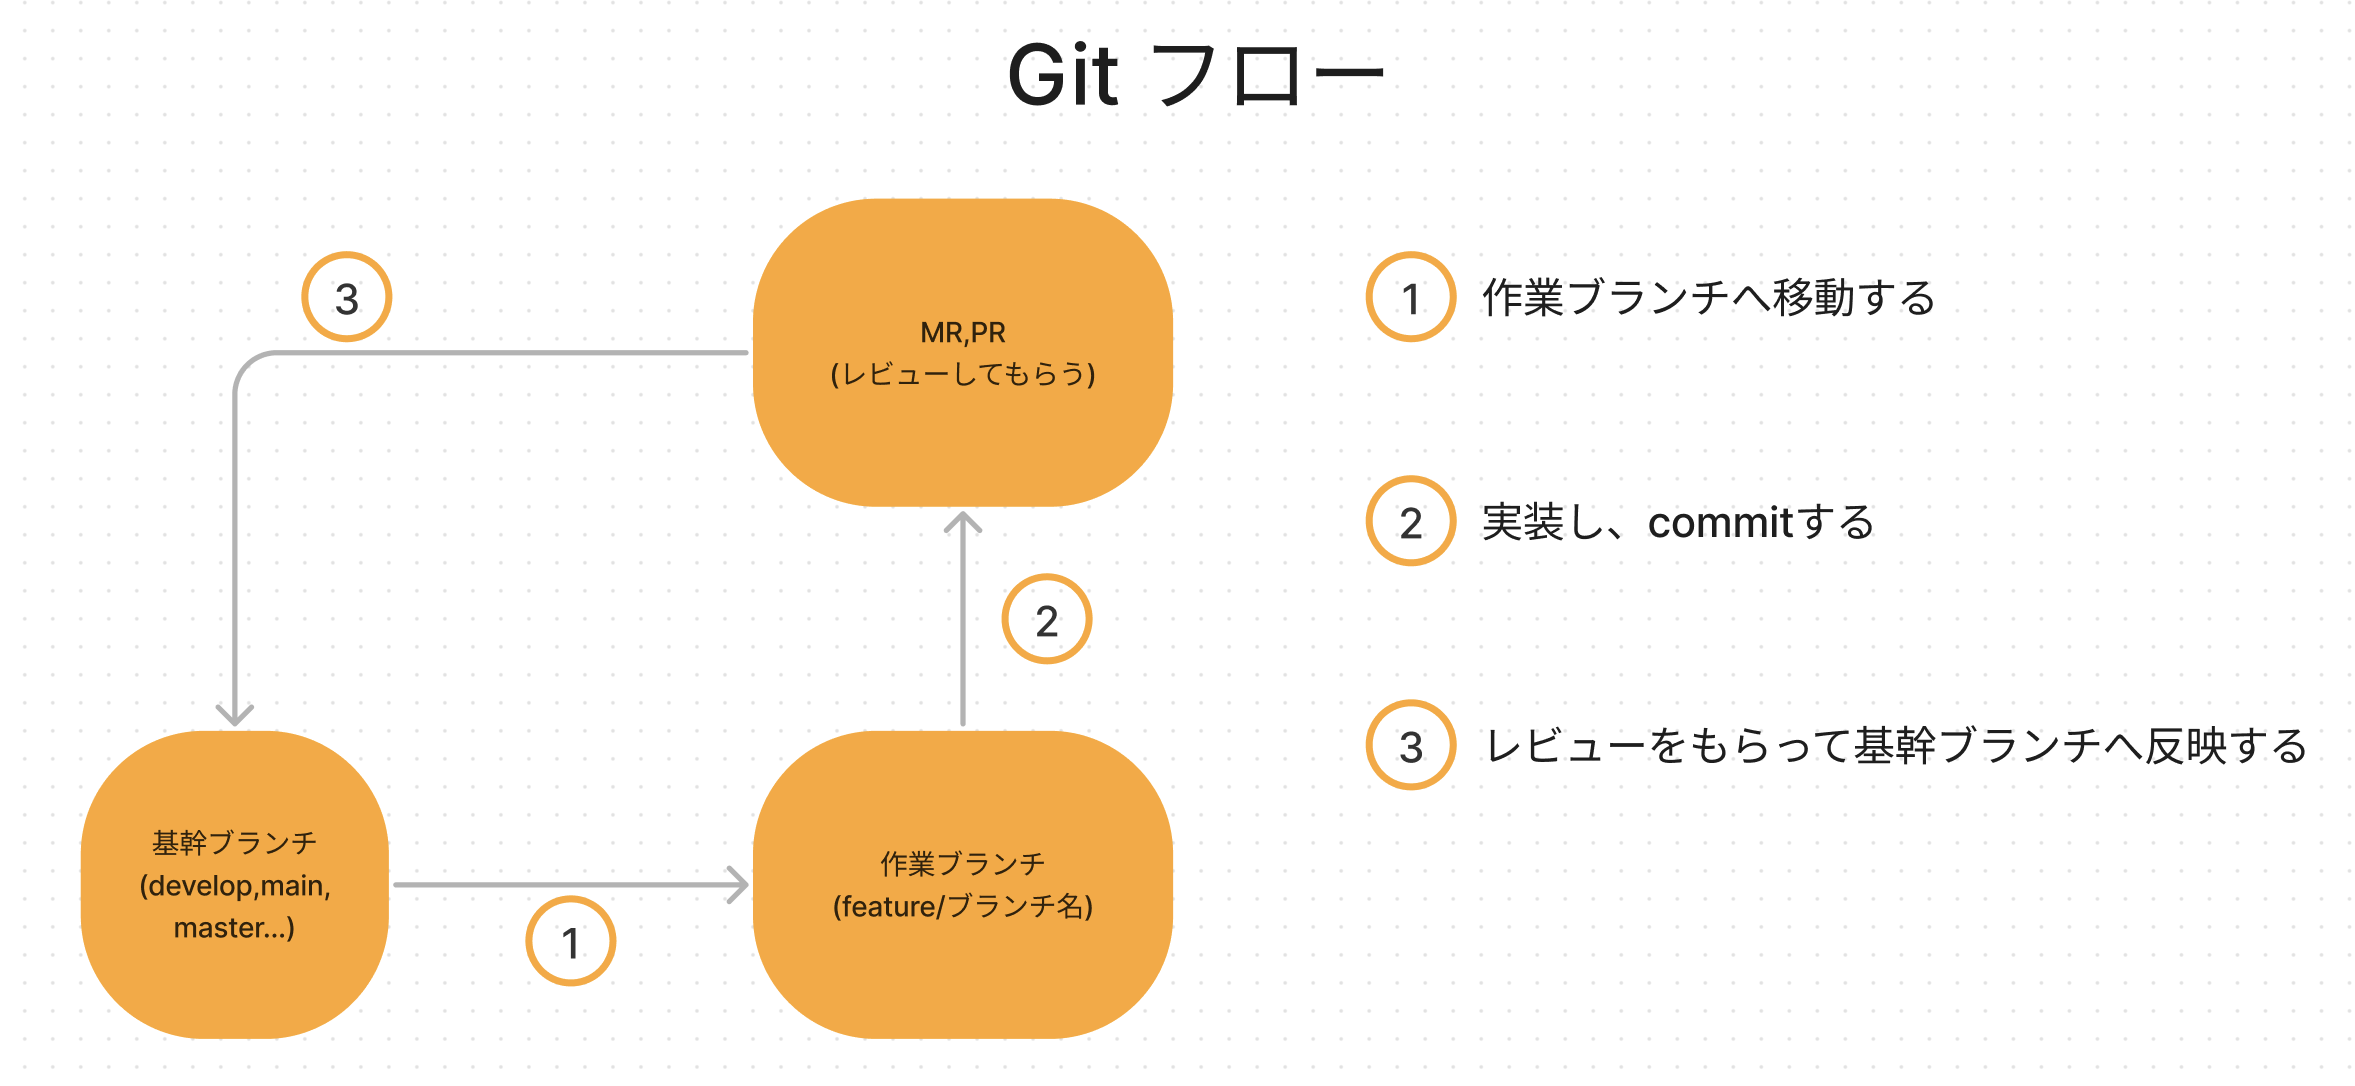 Git フロー
3
MR,PR
(レビューしてもらう)
2
基幹ブランチ
(develop,main,
master...)
1
作業ブランチ
(feature/ブランチ名)
1 作業ブランチへ移動する
2 実装し、commitする
3 レビューをもらって基幹ブランチへ反映する